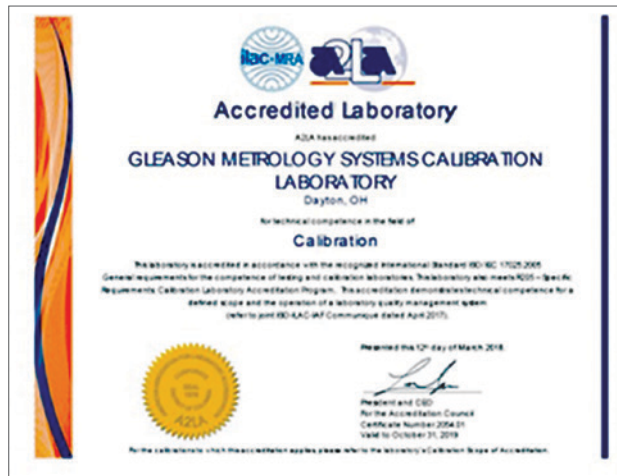 ilac-MRA
A2LA
Accredited Laboratory
A2LA has accredited
GLEASON METROLOGY SYSTEMS CALIBRATION
LABORATORY
Dayton, OH
for technical competence in the field of
Calibration
This laboratory is accredited in accordance with the recognized International Standard ISO/IEC 17025:2005
General requirements for the competence of testing and calibration laboratories. This laboratory also meets R205 – Specific
Requirements: Calibration Laboratory Accreditation Program. This accreditation demonstrates technical competence for a
defined scope and the operation of a laboratory quality management system
(refer to joint ISO-ILAC-IAF Communique dated April 2017).
Presented this 12th day of March 2018.
President and CEO
For the Accreditation Council
Certificate Number 2054.01
Valid to October 31, 2019
A2LA
For the calibrations to which this accreditation applies, please refer to the laboratory's Calibration Scope of Accreditation.